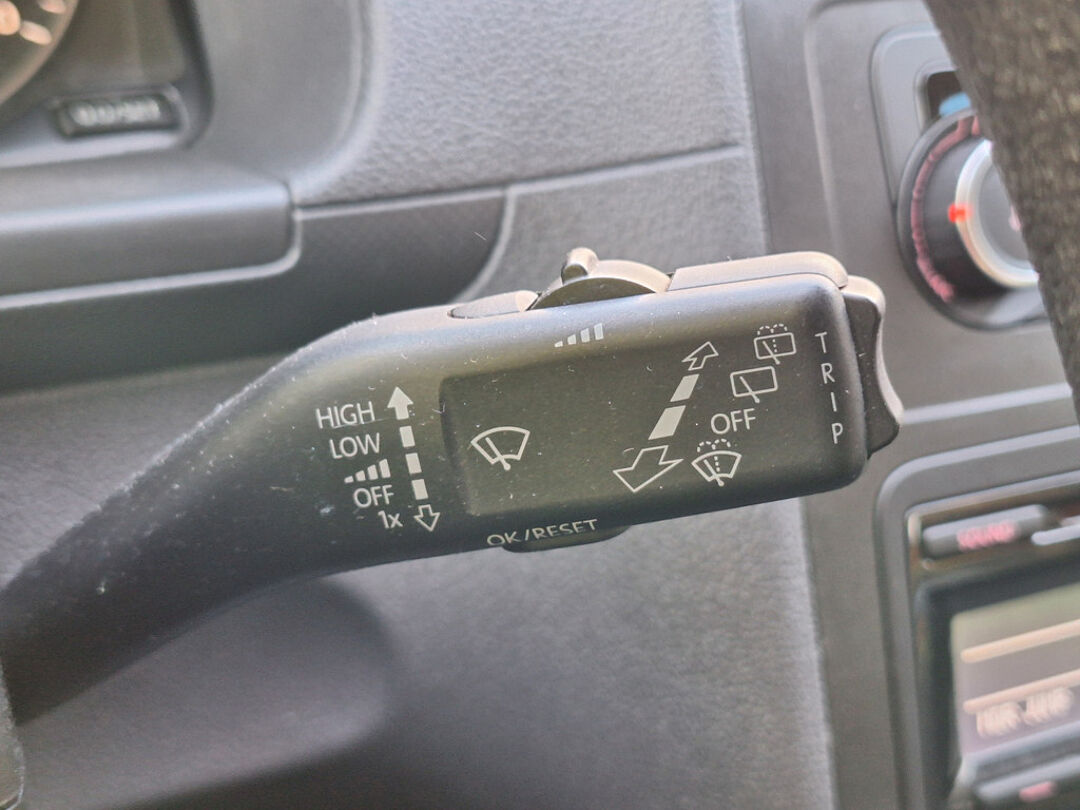 HIGH
LOW
OFF
1x
OK/RESET
OFF
TRIP